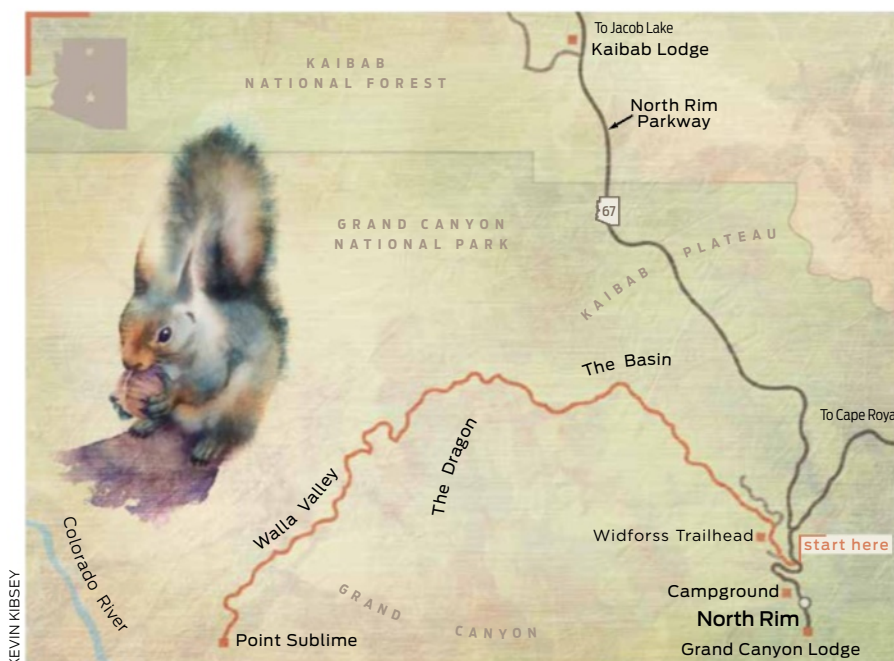 To Jacob Lake
Kaibab Lodge
KAIBAB
NATIONAL FOREST
North Rim
Parkway
67
GRAND CANYON
NATIONAL PARK
KAIBAB PLATEAU
The Basin
To Cape Roya
The Dragon
Walla Valley
Widforss Trailhead
start here
Colorado River
Campground
GRAND
CANYON
North Rim
Point Sublime
Grand Canyon Lodge
KEVIN KIBSEY